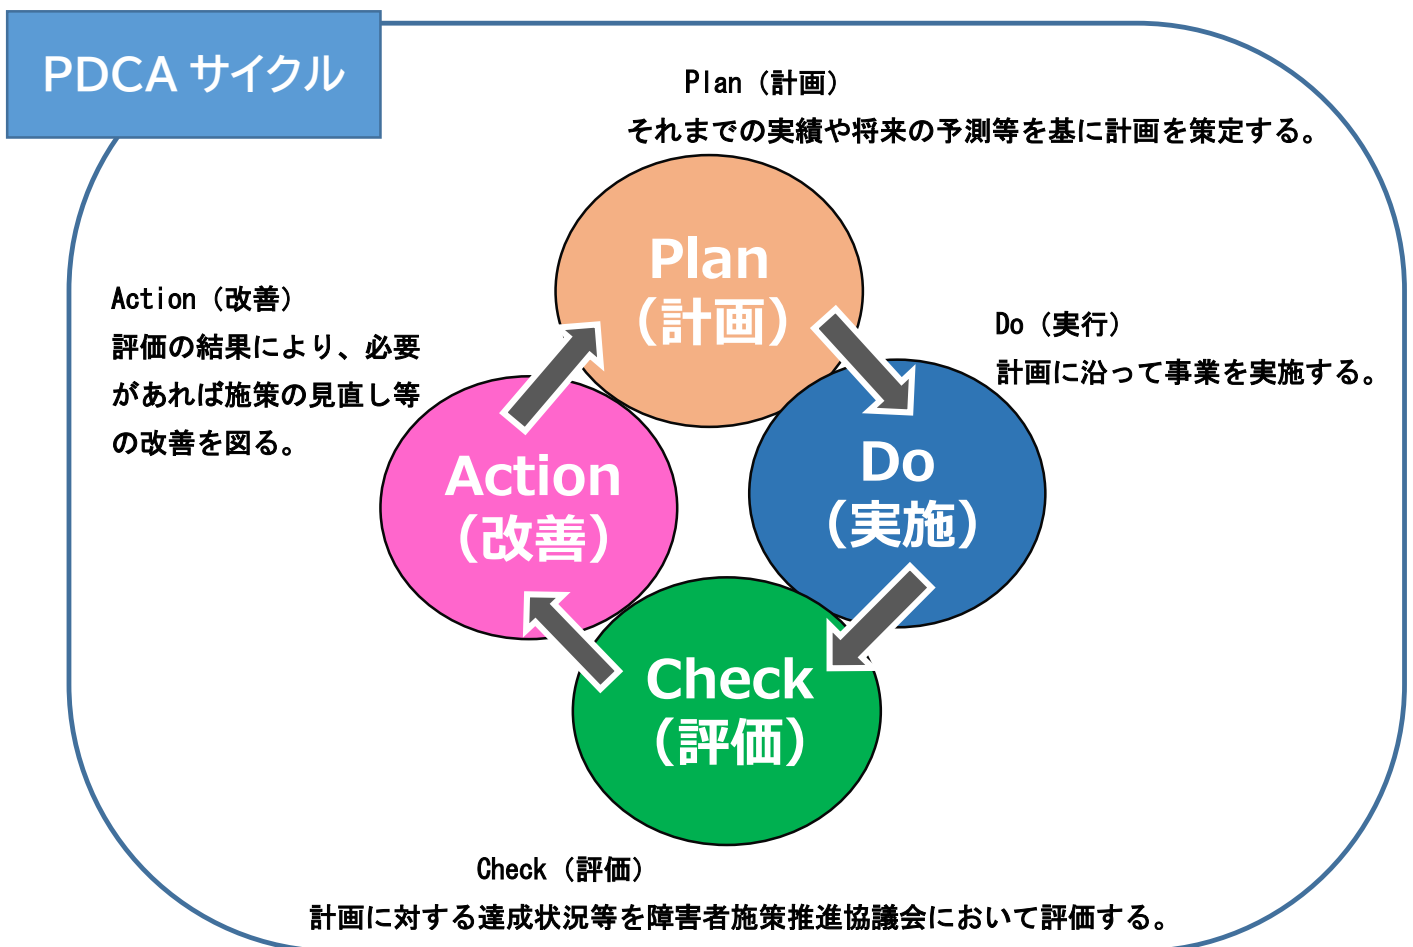 PDCA サイクル
Plan（計画）
それまでの実績や将来の予測等を基に計画を策定する。
Plan
（計画）
Action（改善）
評価の結果により、必要
があれば施策の見直し等
の改善を図る。
Do（実行）
計画に沿って事業を実施する。
Action
（改善）
Do
（実施）
Check
（評価）
Check（評価）
計画に対する達成状況等を障害者施策推進協議会において評価する。